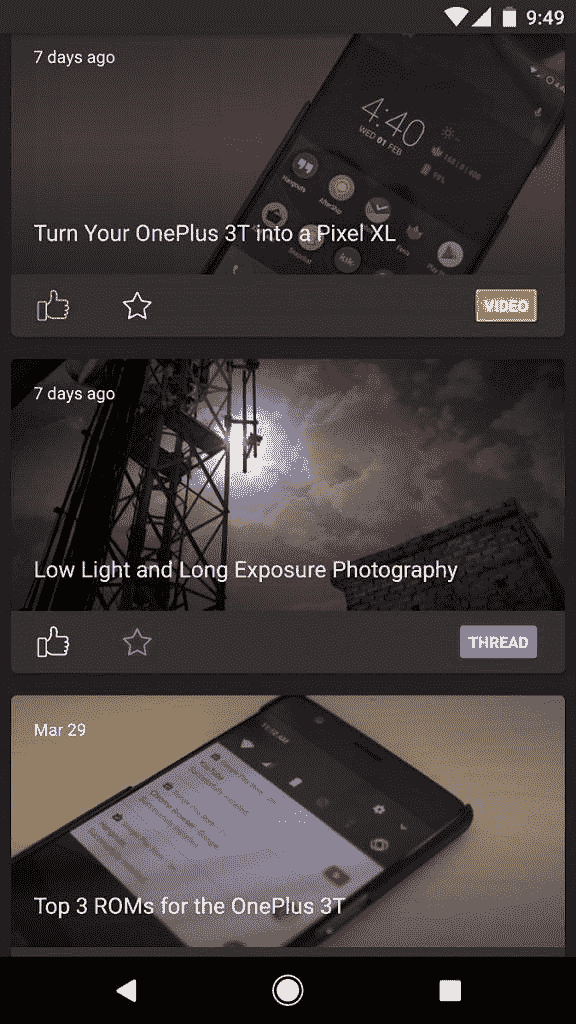 9:49
7 days ago
4:40
WED 01 FEB
Hangouts
Turn Your OnePlus 3T into a Pixel XL
VIDEO
7 days ago
Low Light and Long Exposure Photography
THREAD
Mar 29
Top 3 ROMs for the OnePlus 3T